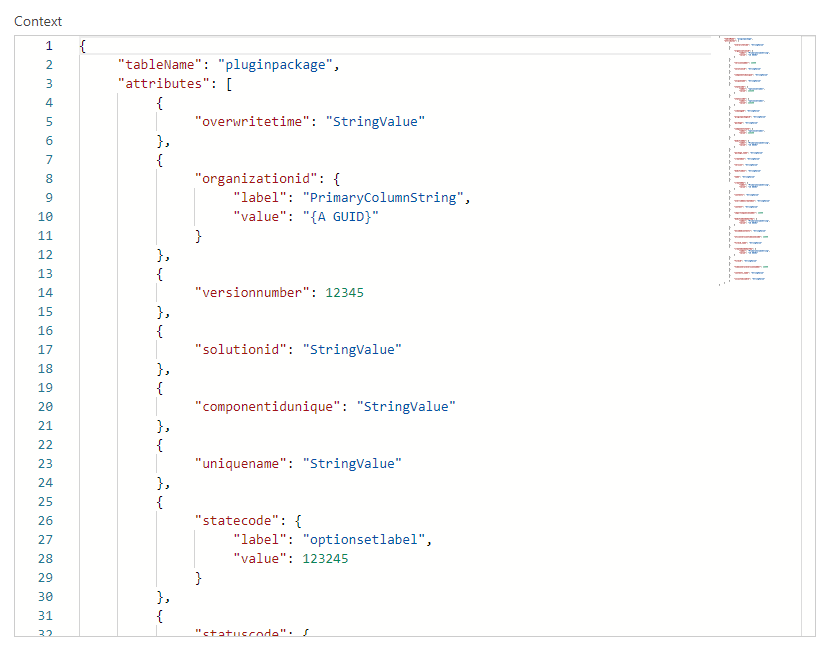 Context
1 {
2 "tableName": "pluginpackage",
3 "attributes": [
4 {
5 "overwritetime": "StringValue"
6 },
7 {
8 "organizationid": {
9 "label": "PrimaryColumnString",
10 "value": "{A GUID}"
11 }
12 },
13 {
14 "versionnumber": 12345
15 },
16 {
17 "solutionid": "StringValue"
18 },
19 {
20 "componentidunique": "StringValue"
21 },
22 {
23 "uniquename": "StringValue"
24 },
25 {
26 "statecode": {
27 "label": "optionsetlabel",
28 "value": 123245
29 }
30 },
31 {
32 "statuscode": {